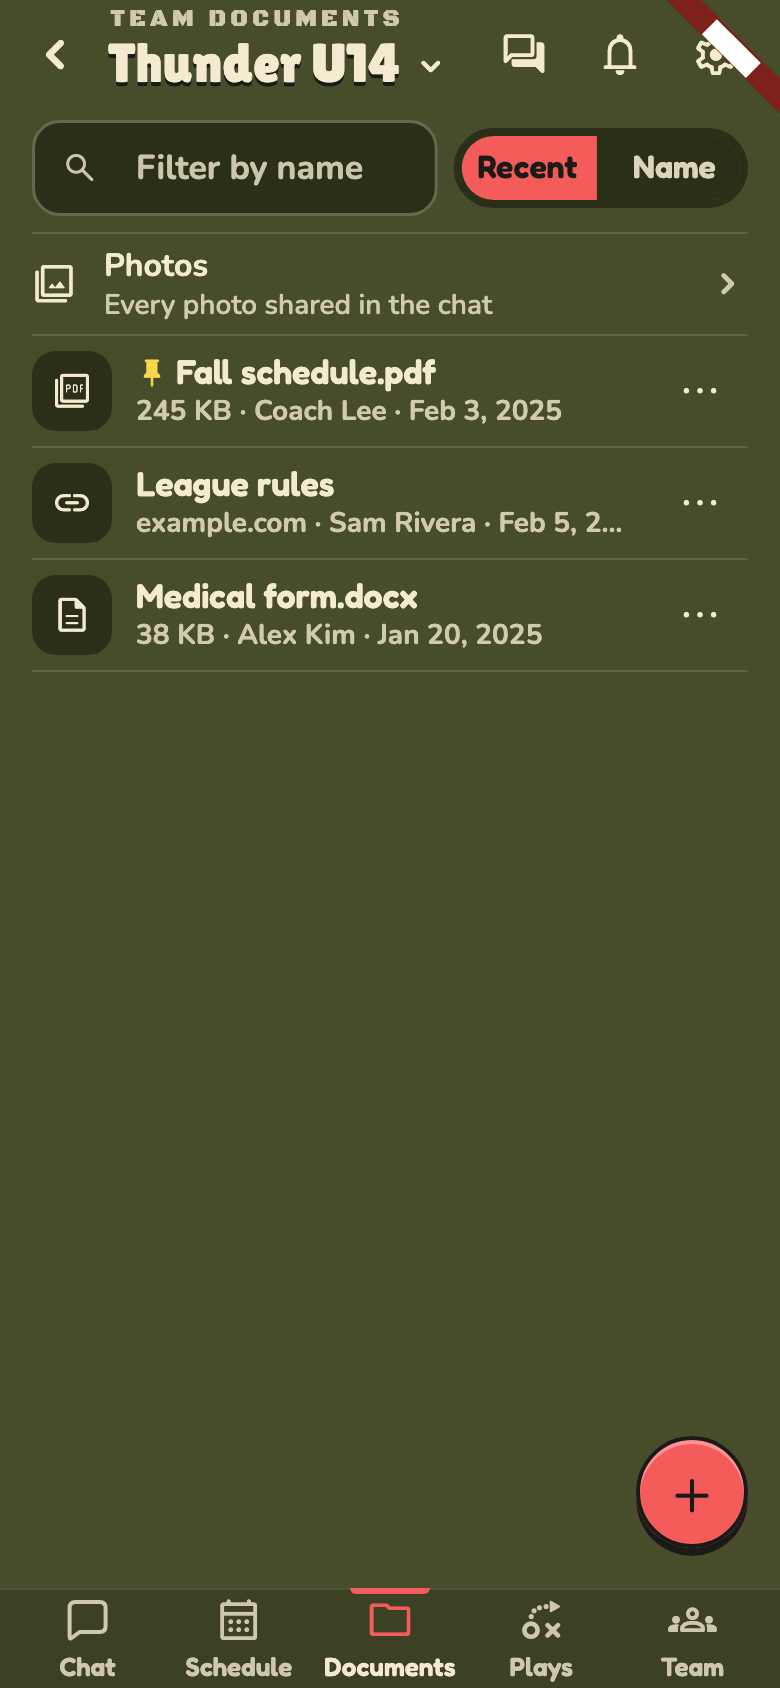 TEAM DOCUMENTS
Thunder U14
Filter by name
Recent
Name
Photos
Every photo shared in the chat
PDF
Fall schedule.pdf
245 KB · Coach Lee · Feb 3, 2025
League rules
example.com · Sam Rivera · Feb 5, 2...
Medical form.docx
38 KB · Alex Kim · Jan 20, 2025
Chat
Schedule
Documents
Plays
Team